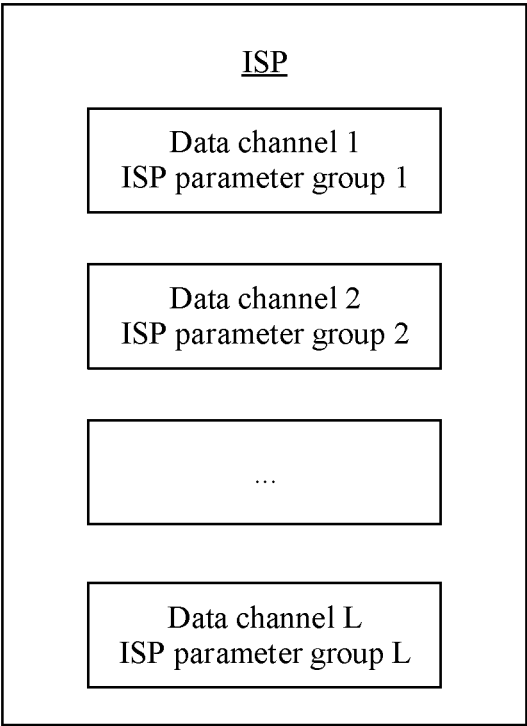 ISP
Data channel 1
ISP parameter group 1
Data channel 2
ISP parameter group 2
...
Data channel L
ISP parameter group L